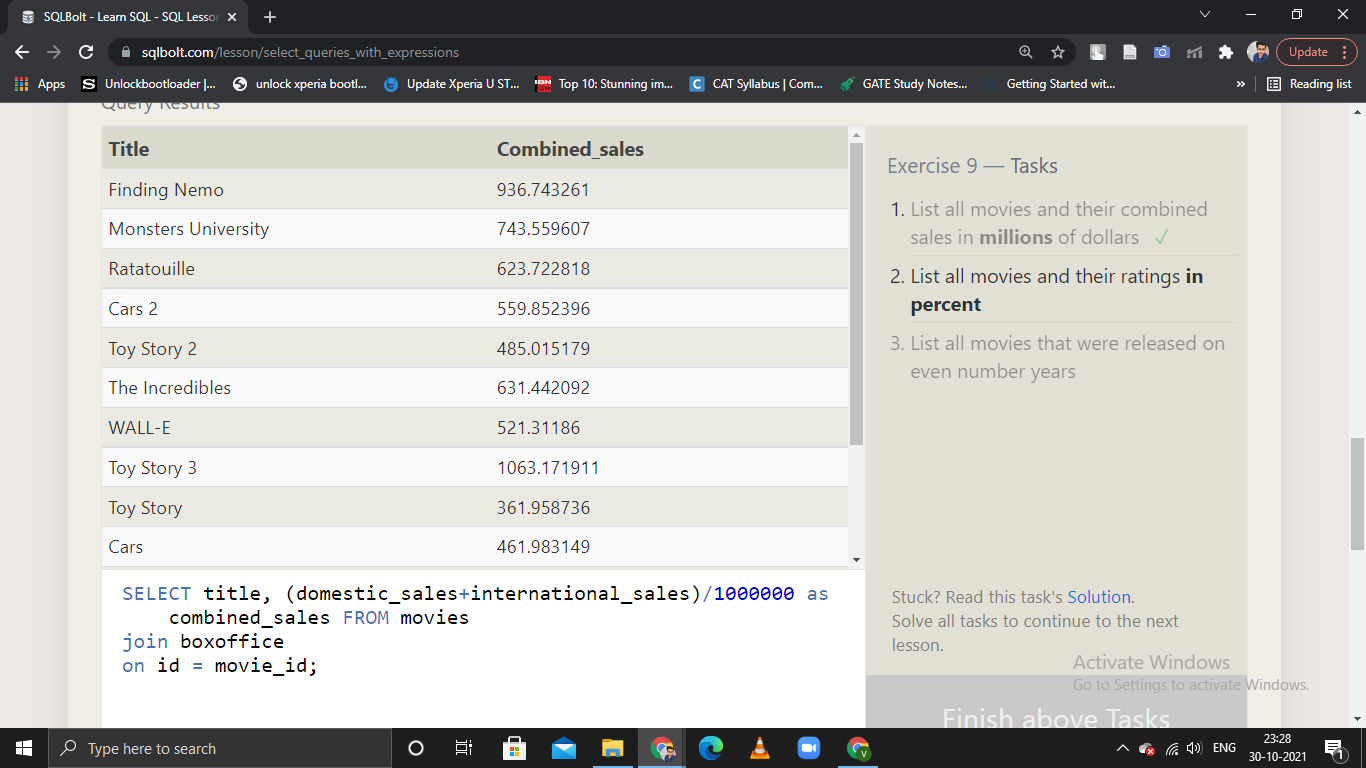 SQLBolt - Learn SQL - SQL Lesson
sqlbolt.com/lesson/select_queries_with_expressions
Update
Apps
Unlockbootloader |...
unlock xperia bootl...
Update Xperia U ST...
Top 10: Stunning im...
CAT Syllabus | Com...
GATE Study Notes...
Getting Started wit...
»
Reading list
Query Results
Title Combined_sales
Finding Nemo 936.743261
Monsters University 743.559607
Ratatouille 623.722818
Cars 2 559.852396
Toy Story 2 485.015179
The Incredibles 631.442092
WALL-E 521.31186
Toy Story 3 1063.171911
Toy Story 361.958736
Cars 461.983149
SELECT title, (domestic_sales+international_sales)/1000000 as
combined_sales FROM movies
join boxoffice
on id = movie_id;
Exercise 9 — Tasks
1. List all movies and their combined
sales in millions of dollars ✓
2. List all movies and their ratings in
percent
3. List all movies that were released on
even number years
Stuck? Read this task's Solution.
Solve all tasks to continue to the next
lesson.
Finish above Tasks
Activate Windows
Go to Settings to activate Windows.
Type here to search
ENG
23:28
30-10-2021
1